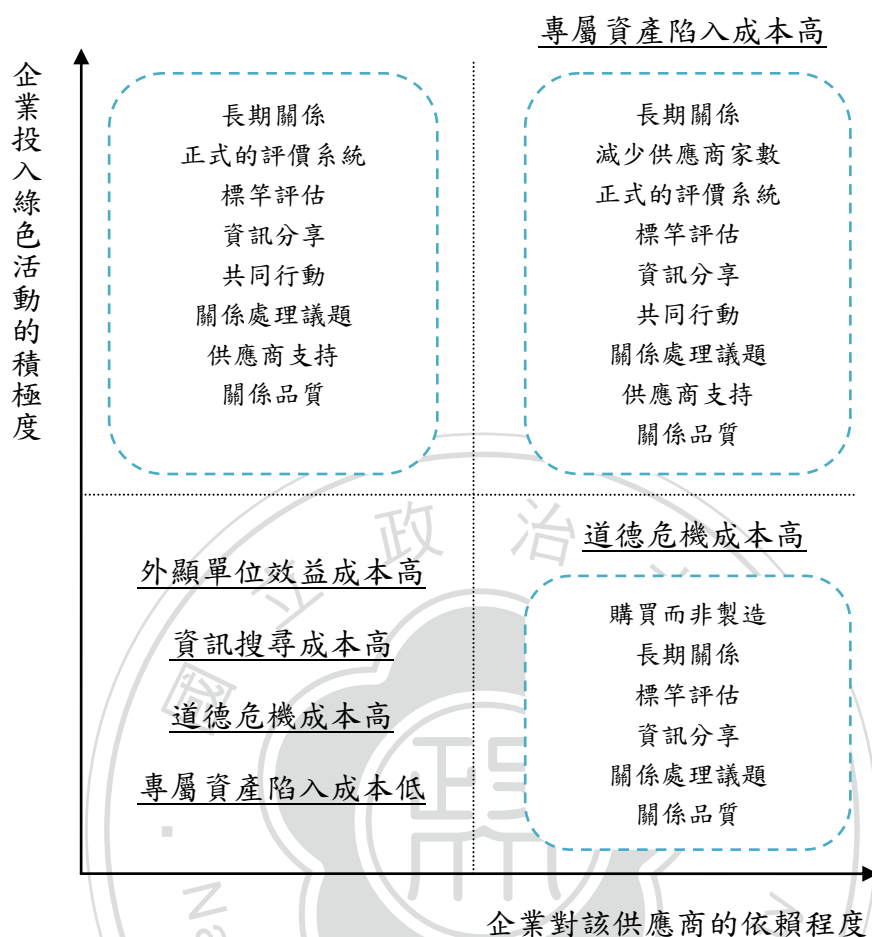 專屬資產陷入成本高
企業投入綠色活動的積極度
長期關係
正式的評價系統
標竿評估
資訊分享
共同行動
關係處理議題
供應商支持
關係品質
長期關係
減少供應商家數
正式的評價系統
標竿評估
資訊分享
共同行動
關係處理議題
供應商支持
關係品質
外顯單位效益成本高
資訊搜尋成本高
道德危機成本高
專屬資產陷入成本低
道德危機成本高
購買而非製造
長期關係
標竿評估
資訊分享
關係處理議題
關係品質
企業對該供應商的依賴程度
國立政治
Na